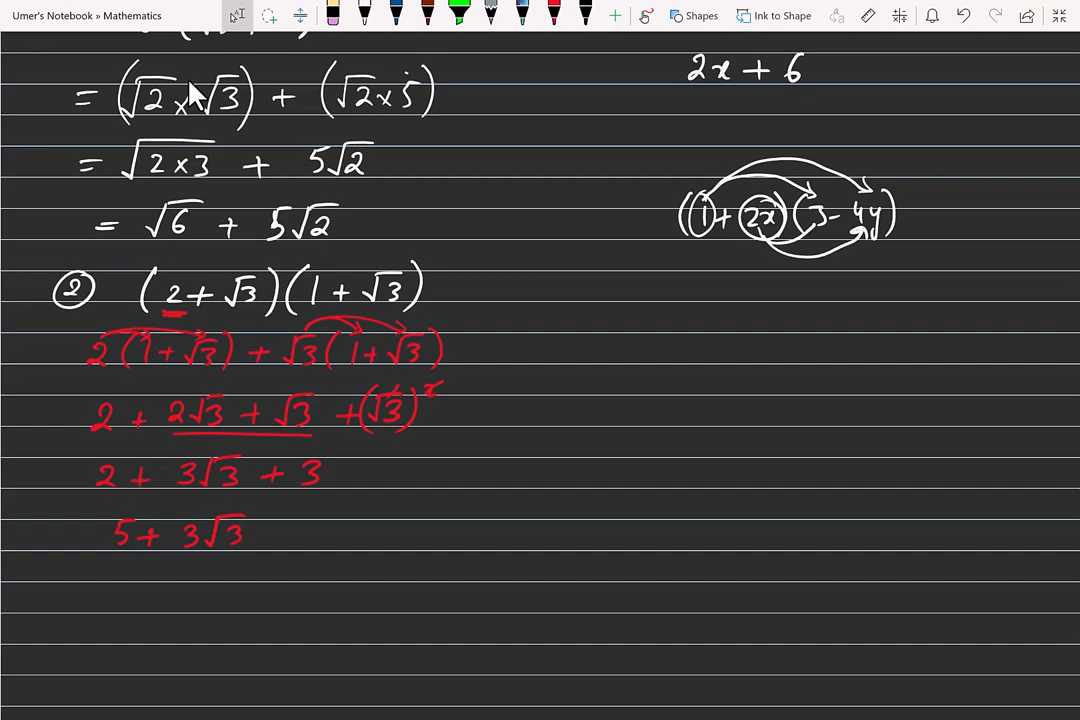 Umer's Notebook » Mathematics
Shapes
Ink to Shape
= (√2 × √3) + (√2 × 5)
= √2×3 + 5√2
= √6 + 5√2
② (2 + √3)(1 + √3)
2(1 + √3) + √3(1 + √3)
2 + 2√3 + √3 + (√3)²
2 + 3√3 + 3
5 + 3√3
2x + 6
(1 + 2x)(3 - 4y)